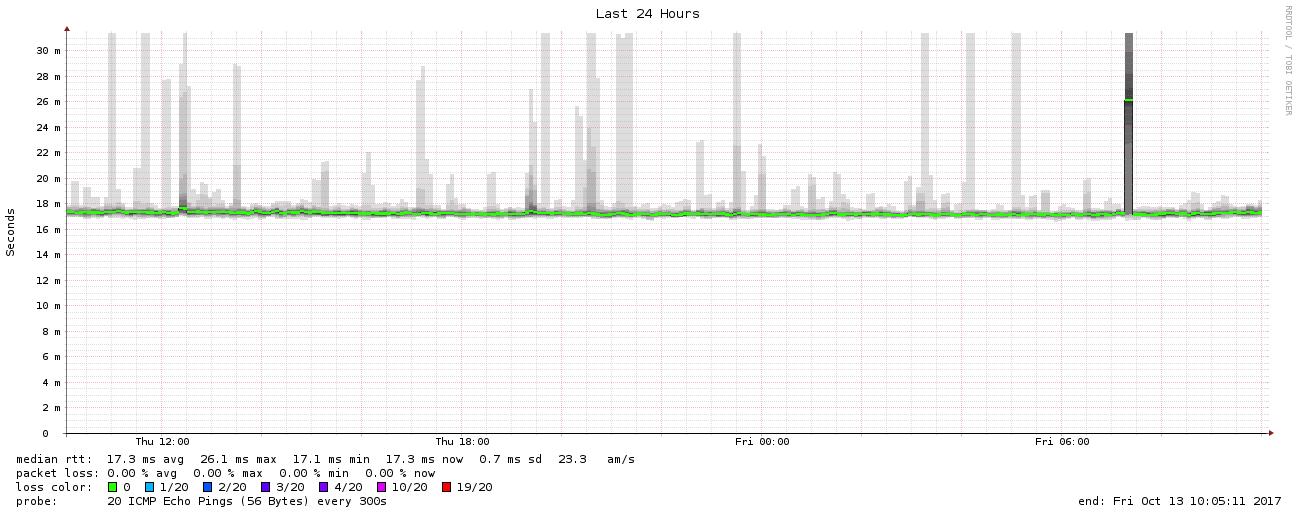 Last 24 Hours
RRDTOOL / TOBI OETIKER
Seconds
30 m
28 m
26 m
24 m
22 m
20 m
18 m
16 m
14 m
12 m
10 m
8 m
6 m
4 m
2 m
0
Thu 12:00 Thu 18:00 Fri 00:00 Fri 06:00
median rtt: 17.3 ms avg 26.1 ms max 17.1 ms min 17.3 ms now 0.7 ms sd 23.3 am/s
packet loss: 0.00 % avg 0.00 % max 0.00 % min 0.00 % now
loss color: 0 1/20 2/20 3/20 4/20 10/20 19/20
probe: 20 ICMP Echo Pings (56 Bytes) every 300s end: Fri Oct 13 10:05:11 2017